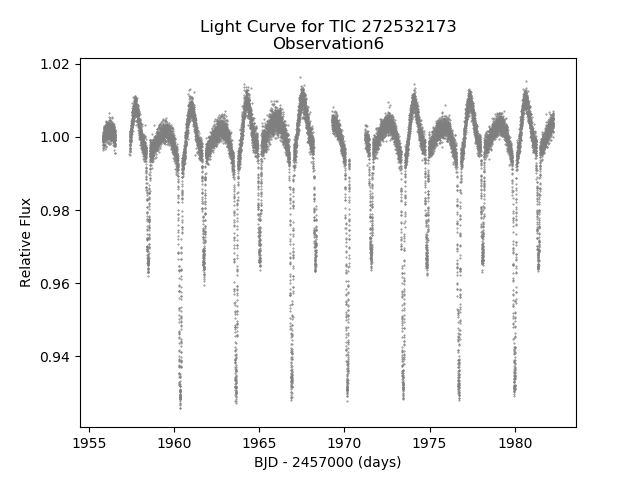 Light Curve for TIC 272532173
Observation6
1.02
1.00
0.98
0.96
0.94
Relative Flux
1955 1960 1965 1970 1975 1980
BJD - 2457000 (days)